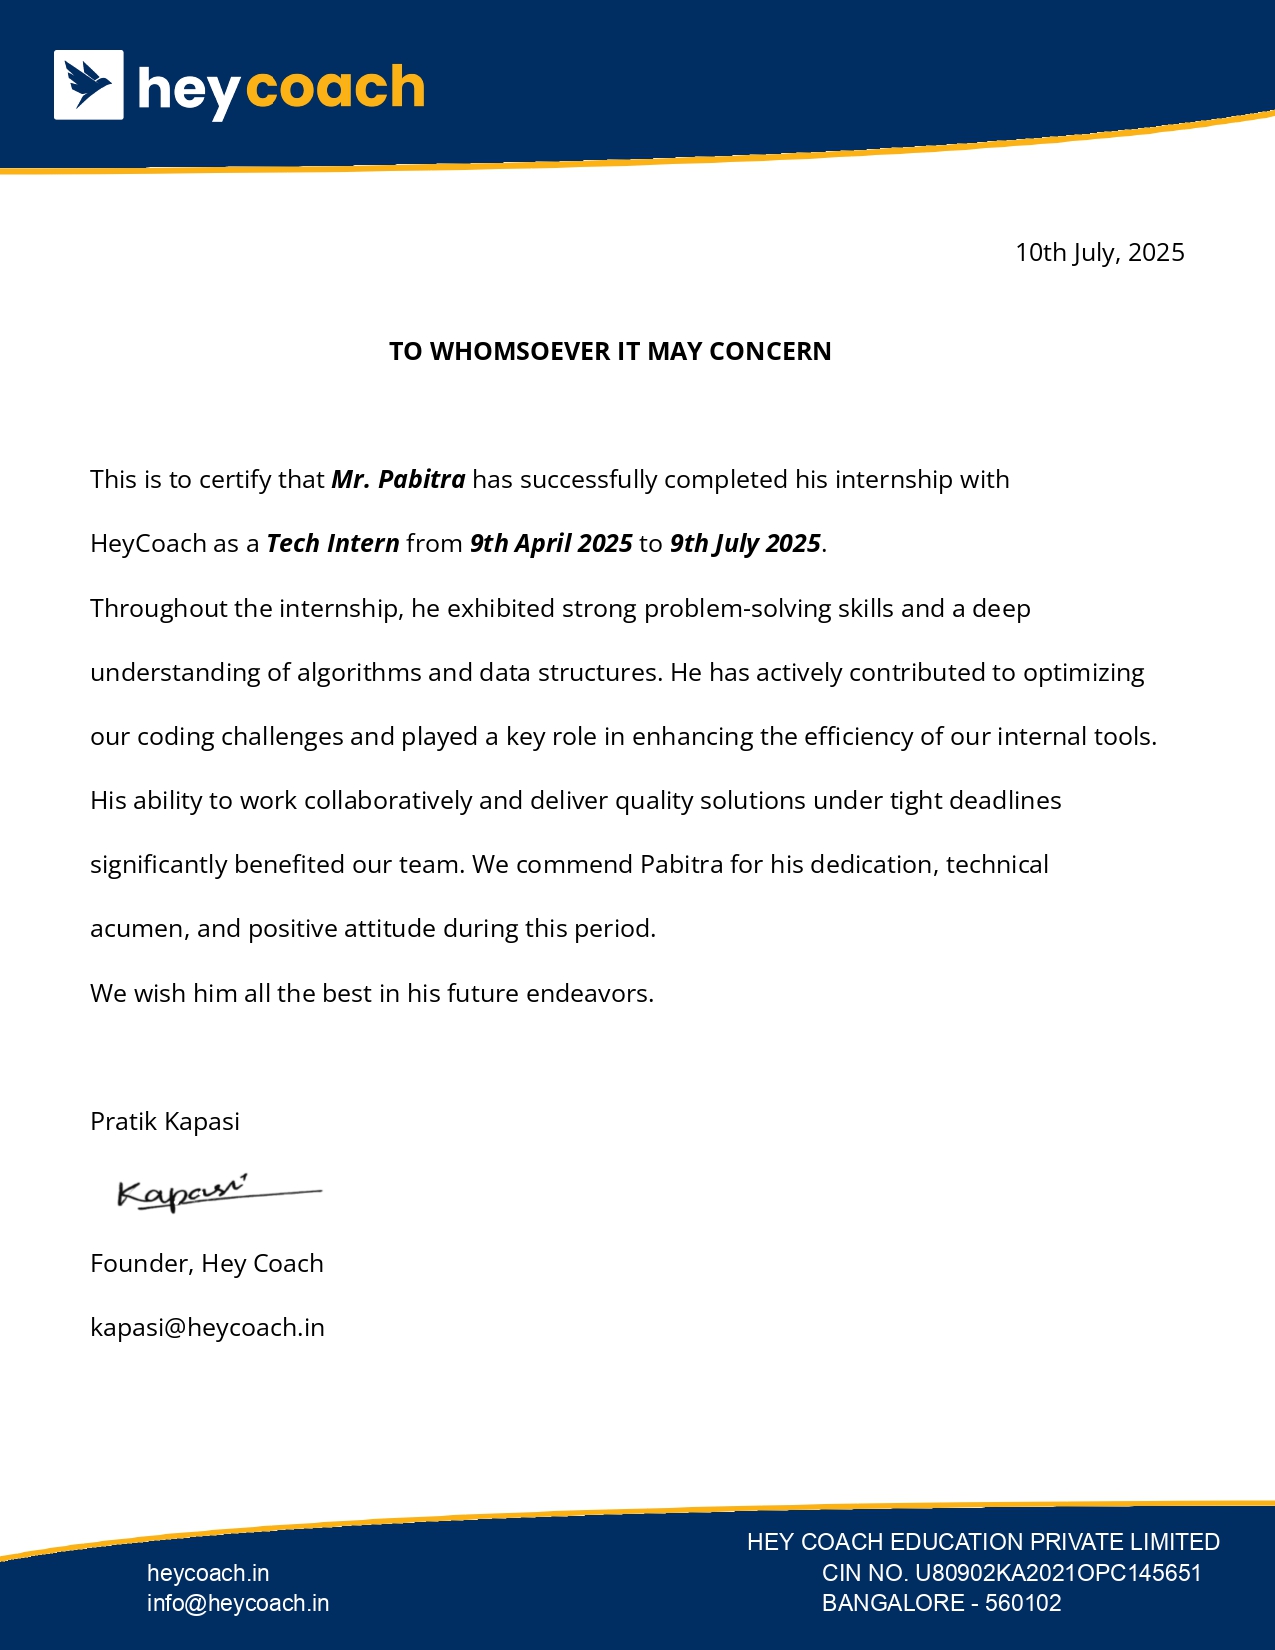 heycoach
10th July, 2025
TO WHOMSOEVER IT MAY CONCERN
This is to certify that Mr. Pabitra has successfully completed his internship with
HeyCoach as a Tech Intern from 9th April 2025 to 9th July 2025.
Throughout the internship, he exhibited strong problem-solving skills and a deep
understanding of algorithms and data structures. He has actively contributed to optimizing
our coding challenges and played a key role in enhancing the efficiency of our internal tools.
His ability to work collaboratively and deliver quality solutions under tight deadlines
significantly benefited our team. We commend Pabitra for his dedication, technical
acumen, and positive attitude during this period.
We wish him all the best in his future endeavors.
Pratik Kapasi
Kapasi
Founder, Hey Coach
kapasi@heycoach.in
heycoach.in
info@heycoach.in
HEY COACH EDUCATION PRIVATE LIMITED
CIN NO. U80902KA2021OPC145651
BANGALORE - 560102